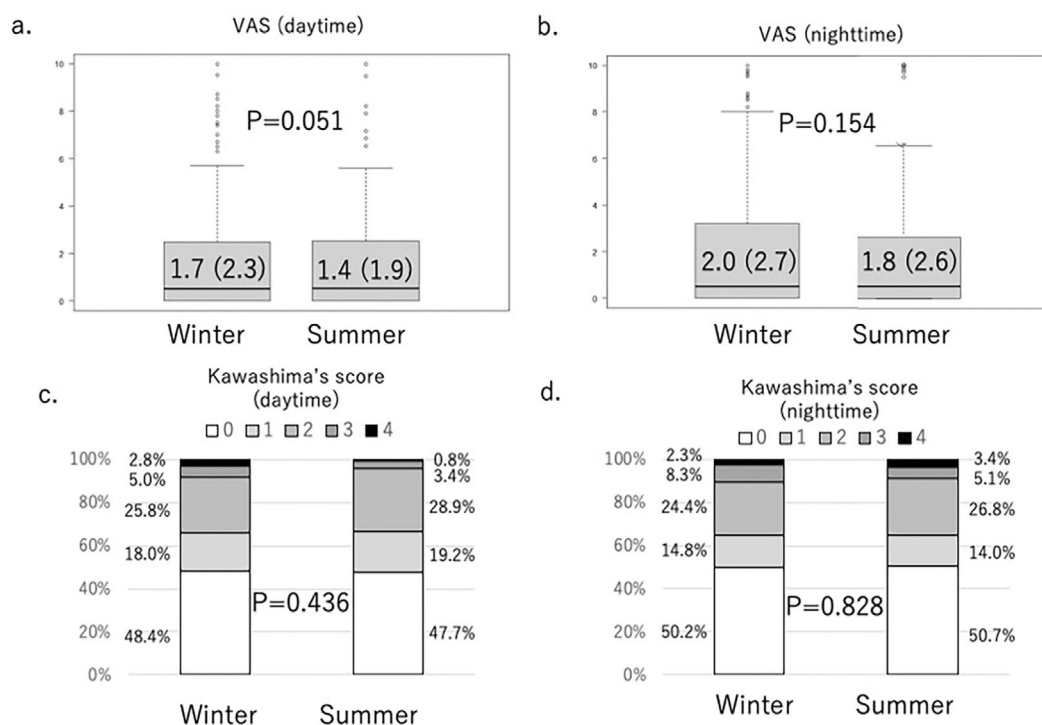 a.
VAS (daytime)
10
8
6
4
2
0
P=0.051
1.7 (2.3)
1.4 (1.9)
Winter
Summer
b.
VAS (nighttime)
10
8
6
4
2
0
P=0.154
2.0 (2.7)
1.8 (2.6)
Winter
Summer
c.
Kawashima’s score
(daytime)
0 1 2 3 4
100%
80%
60%
40%
20%
0%
2.8%
5.0%
25.8%
18.0%
48.4%
P=0.436
0.8%
3.4%
28.9%
19.2%
47.7%
Winter
Summer
d.
Kawashima’s score
(nighttime)
0 1 2 3 4
100%
80%
60%
40%
20%
0%
2.3%
8.3%
24.4%
14.8%
50.2%
P=0.828
3.4%
5.1%
26.8%
14.0%
50.7%
Winter
Summer